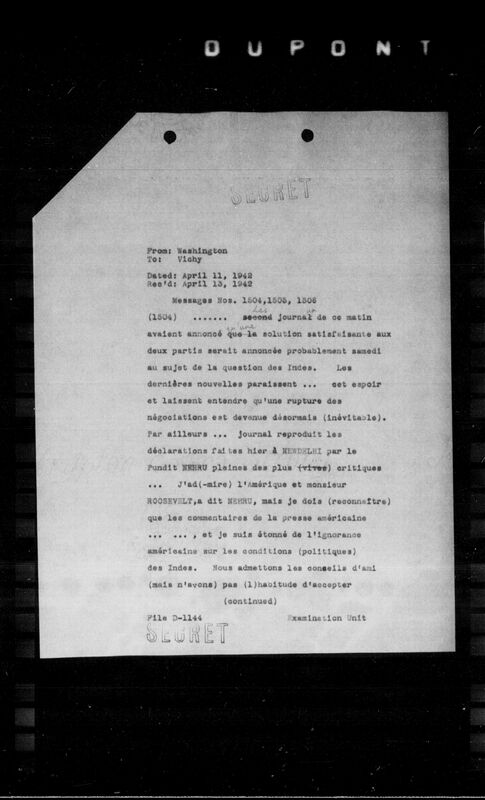 DUPONT
SECRET
From: Washington
To: Vichy
Dated: April 11, 1942
Rec'd: April 13, 1942
Messages Nos. 1504,1505, 1506
(1504) ....... second journal de ce matin
avaient annoncé que la solution satisfaisante aux
deux partis serait annoncée probablement samedi
au sujet de la question des Indes. Les
dernières nouvelles paraissent ... cet espoir
et laissent entendre qu'une rupture des
négociations est devenue désormais (inévitable).
Par ailleurs ... journal reproduit les
déclarations faites hier à NEWDELHI par le
Pundit NEHRU pleines des plus (vives) critiques
... J'ad(-mire) l'Amérique et monsieur
ROOSEVELT,a dit NEHRU, mais je dois (reconnaître)
que les commentaires de la presse américaine
... ... , et je suis étonné de l'ignorance
américaine sur les conditions (politiques)
des Indes. Nous admettons les conseils d'ami
(mais n'avons) pas (l)habitude d'accepter
(continued)
File D-1144 Examination Unit
SECRET